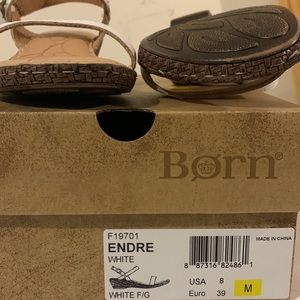 Børn®
F19701
ENDRE
WHITE
MADE IN CHINA
8 87316 82486 1
USA 8
Euro 39
M
WHITE F/G